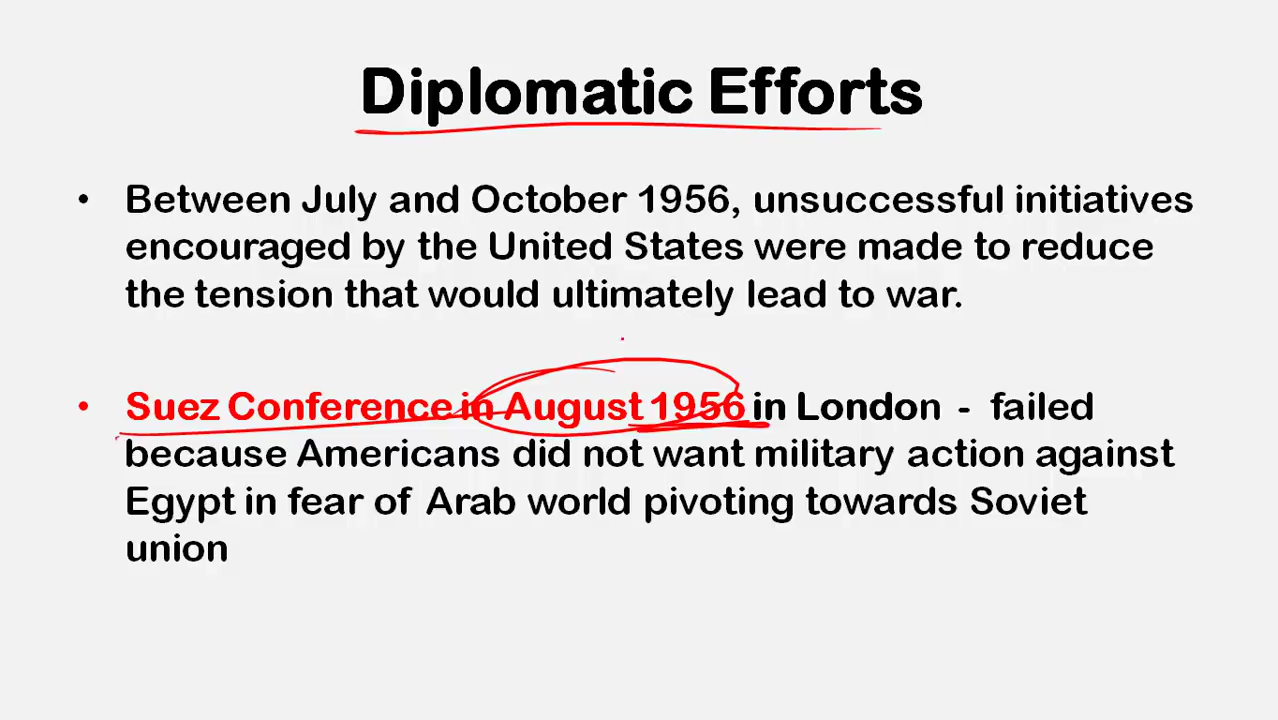 Diplomatic Efforts
• Between July and October 1956, unsuccessful initiatives
encouraged by the United States were made to reduce
the tension that would ultimately lead to war.
• Suez Conference in August 1956 in London - failed
because Americans did not want military action against
Egypt in fear of Arab world pivoting towards Soviet
union